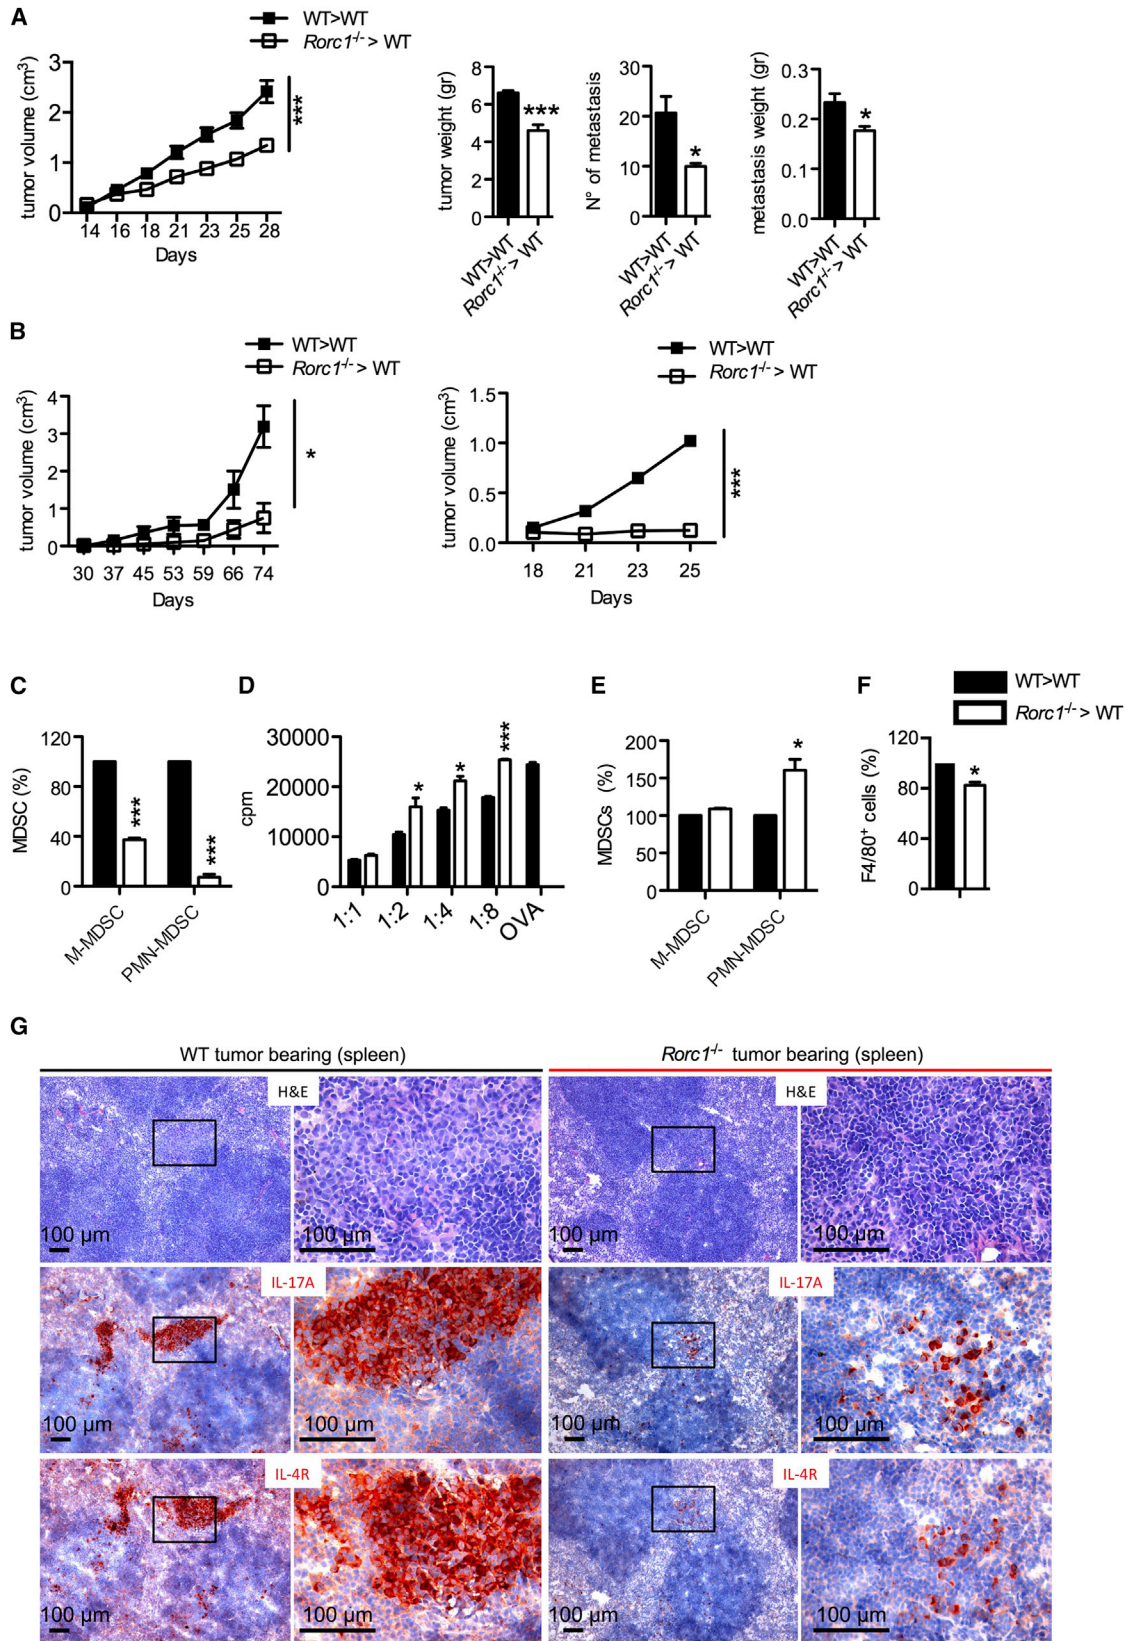 A
WT>WT
Rorc1-/- > WT
tumor volume (cm3)
3
2
1
0
14 16 18 21 23 25 28
Days
***
tumor weight (gr)
8
6
4
2
0
***
WT>WT
Rorc1-/- > WT
N° of metastasis
30
20
10
0
*
WT>WT
Rorc1-/- > WT
metastasis weight (gr)
0.3
0.2
0.1
0.0
*
WT>WT
Rorc1-/- > WT
B
WT>WT
Rorc1-/- > WT
tumor volume (cm3)
4
3
2
1
0
30 37 45 53 59 66 74
Days
*
WT>WT
Rorc1-/- > WT
tumor volume (cm3)
1.5
1.0
0.5
0.0
18 21 23 25
Days
***
C
MDSC (%)
120
80
40
0
***
***
M-MDSC
PMN-MDSC
D
cpm
30000
20000
10000
0
*
*
***
1:1
1:2
1:4
1:8
OVA
E
MDSCs (%)
200
150
100
50
0
*
M-MDSC
PMN-MDSC
F
WT>WT
Rorc1-/- > WT
F4/80+ cells (%)
120
80
40
0
*
G
WT tumor bearing (spleen)
Rorc1-/- tumor bearing (spleen)
H&E
H&E
100 µm
100 µm
100 µm
100 µm
IL-17A
IL-17A
100 µm
100 µm
100 µm
100 µm
IL-4R
IL-4R
100 µm
100 µm
100 µm
100 µm